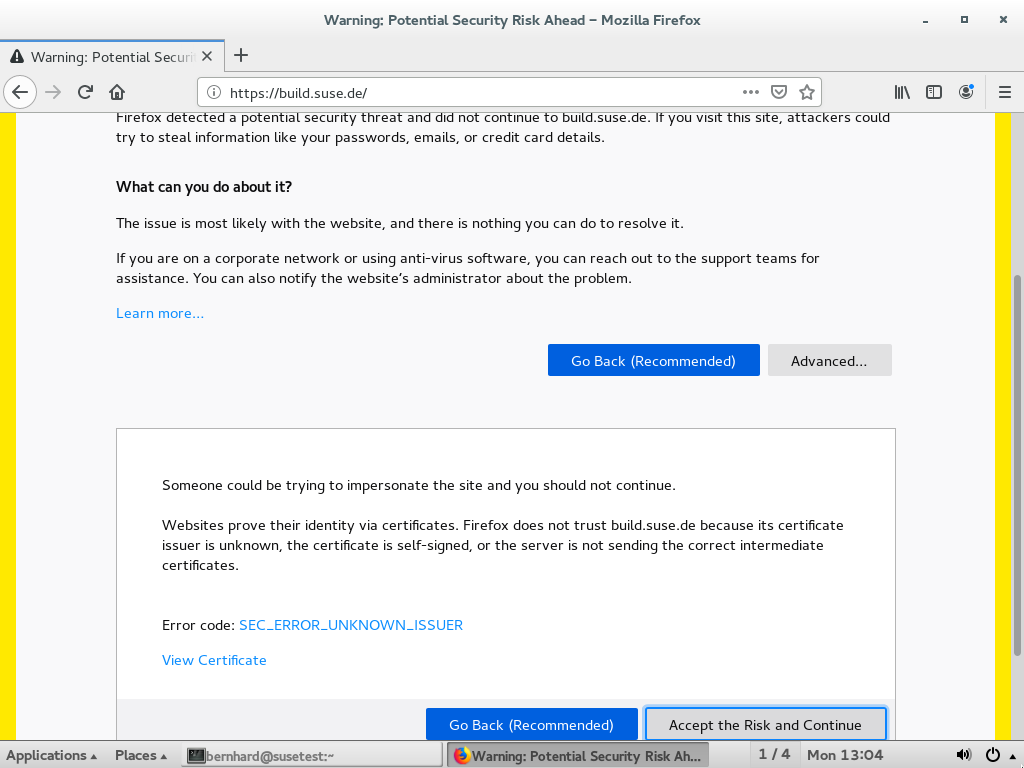 Warning: Potential Security Risk Ahead – Mozilla Firefox
Warning: Potential Securi
https://build.suse.de/
Firefox detected a potential security threat and did not continue to build.suse.de. If you visit this site, attackers could
try to steal information like your passwords, emails, or credit card details.
What can you do about it?
The issue is most likely with the website, and there is nothing you can do to resolve it.
If you are on a corporate network or using anti-virus software, you can reach out to the support teams for
assistance. You can also notify the website’s administrator about the problem.
Learn more…
Go Back (Recommended)
Advanced…
Someone could be trying to impersonate the site and you should not continue.
Websites prove their identity via certificates. Firefox does not trust build.suse.de because its certificate
issuer is unknown, the certificate is self-signed, or the server is not sending the correct intermediate
certificates.
Error code: SEC_ERROR_UNKNOWN_ISSUER
View Certificate
Go Back (Recommended)
Accept the Risk and Continue
Applications
Places
bernhard@susetest:~
Warning: Potential Security Risk Ah...
1 / 4
Mon 13:04